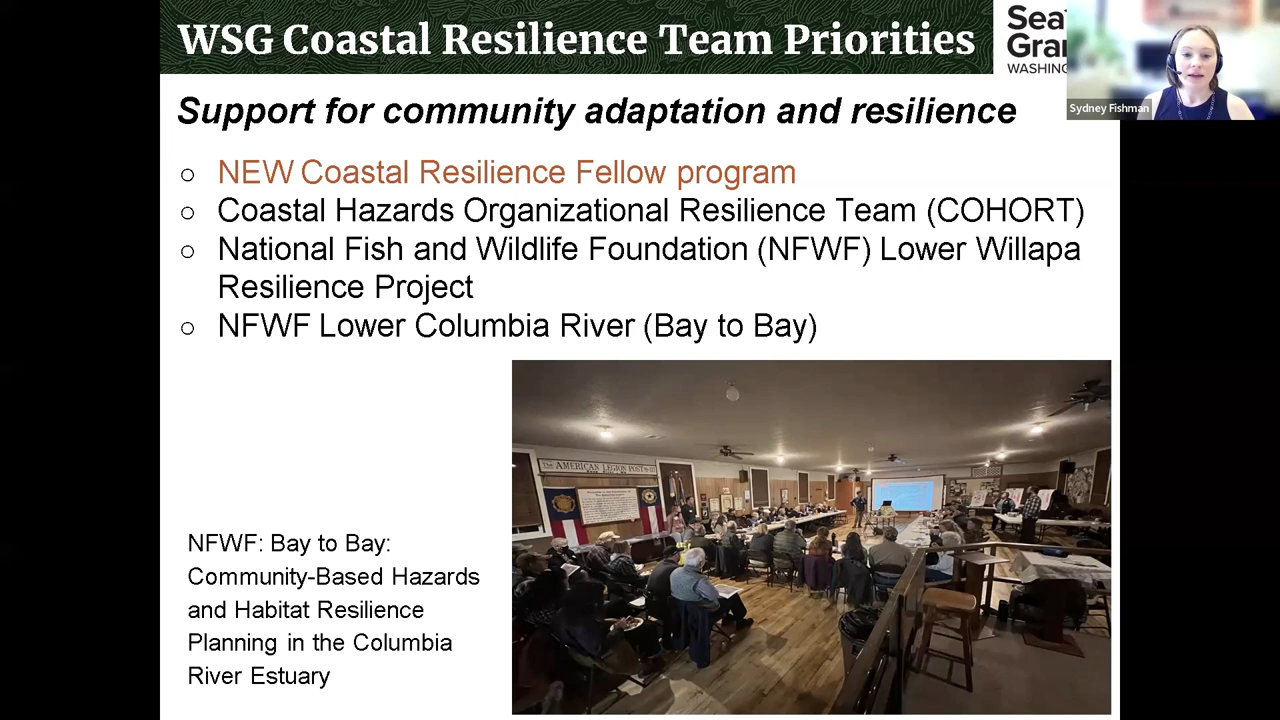 WSG Coastal Resilience Team Priorities
Sea
Gra
WASHING
Sydney Fishman
Support for community adaptation and resilience
○ NEW Coastal Resilience Fellow program
○ Coastal Hazards Organizational Resilience Team (COHORT)
○ National Fish and Wildlife Foundation (NFWF) Lower Willapa
Resilience Project
○ NFWF Lower Columbia River (Bay to Bay)
The AMERICAN LEGION POST
NFWF: Bay to Bay:
Community-Based Hazards
and Habitat Resilience
Planning in the Columbia
River Estuary